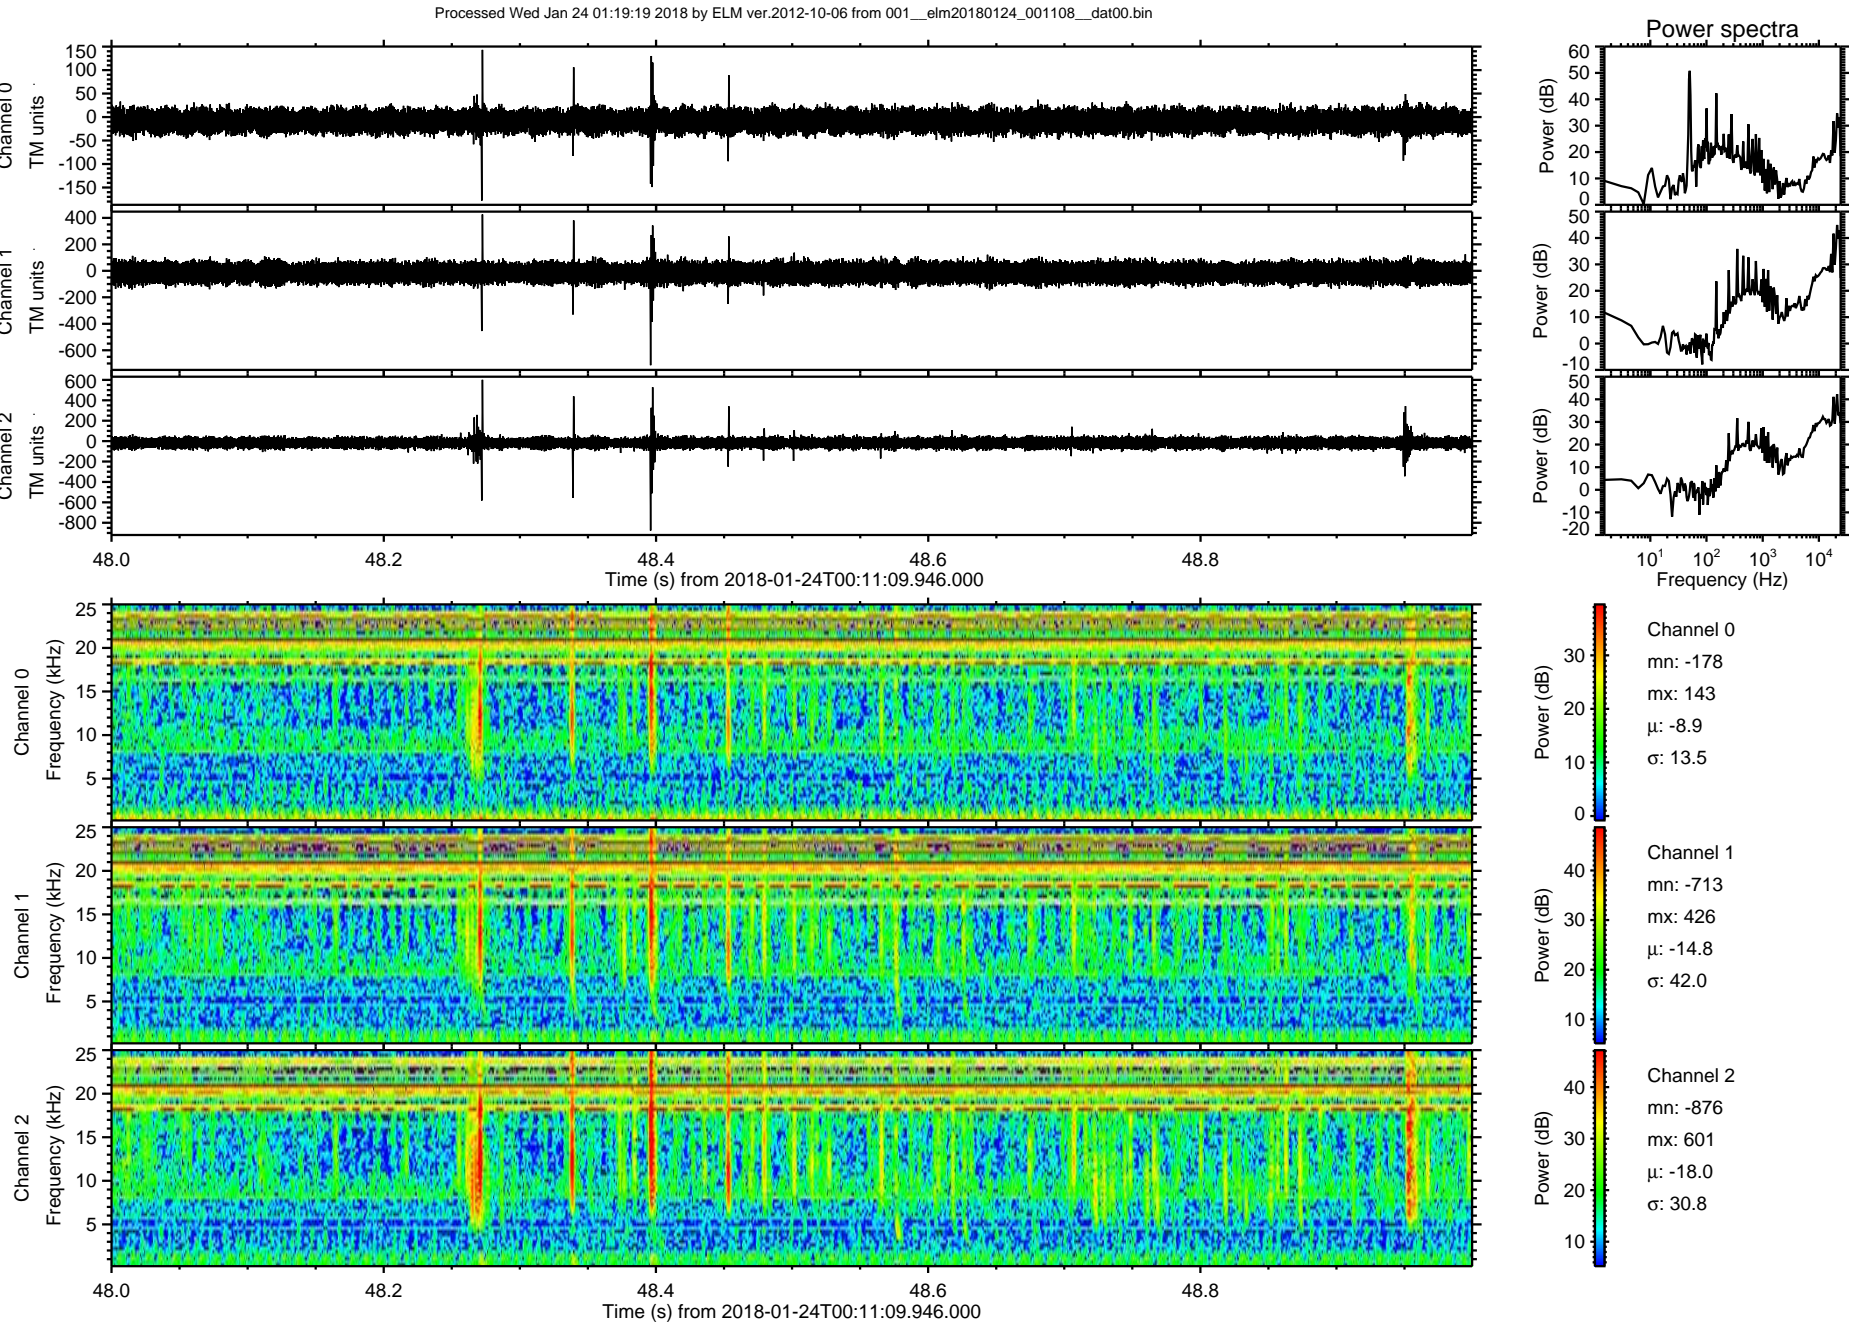 Processed Wed Jan 24 01:19:19 2018 by ELM ver.2012-10-06 from 001__elm20180124_001108__dat00.bin
Power spectra
Channel 0
TM units
150
100
50
0
-50
-100
-150
Power (dB)
60
50
40
30
20
10
0
Channel 1
TM units
400
200
0
-200
-400
-600
Power (dB)
50
40
30
20
10
0
-10
Channel 2
TM units
600
400
200
0
-200
-400
-600
-800
Power (dB)
50
40
30
20
10
0
-10
-20
48.0 48.2 48.4 48.6 48.8
Time (s) from 2018-01-24T00:11:09.946.000
10¹ 10² 10³ 10⁴
Frequency (Hz)
Channel 0
Frequency (kHz)
25
20
15
10
5
Power (dB)
30
20
10
0
Channel 0
mn: -178
mx: 143
μ: -8.9
σ: 13.5
Channel 1
Frequency (kHz)
25
20
15
10
5
Power (dB)
40
30
20
10
Channel 1
mn: -713
mx: 426
μ: -14.8
σ: 42.0
Channel 2
Frequency (kHz)
25
20
15
10
5
Power (dB)
40
30
20
10
Channel 2
mn: -876
mx: 601
μ: -18.0
σ: 30.8
48.0 48.2 48.4 48.6 48.8
Time (s) from 2018-01-24T00:11:09.946.000